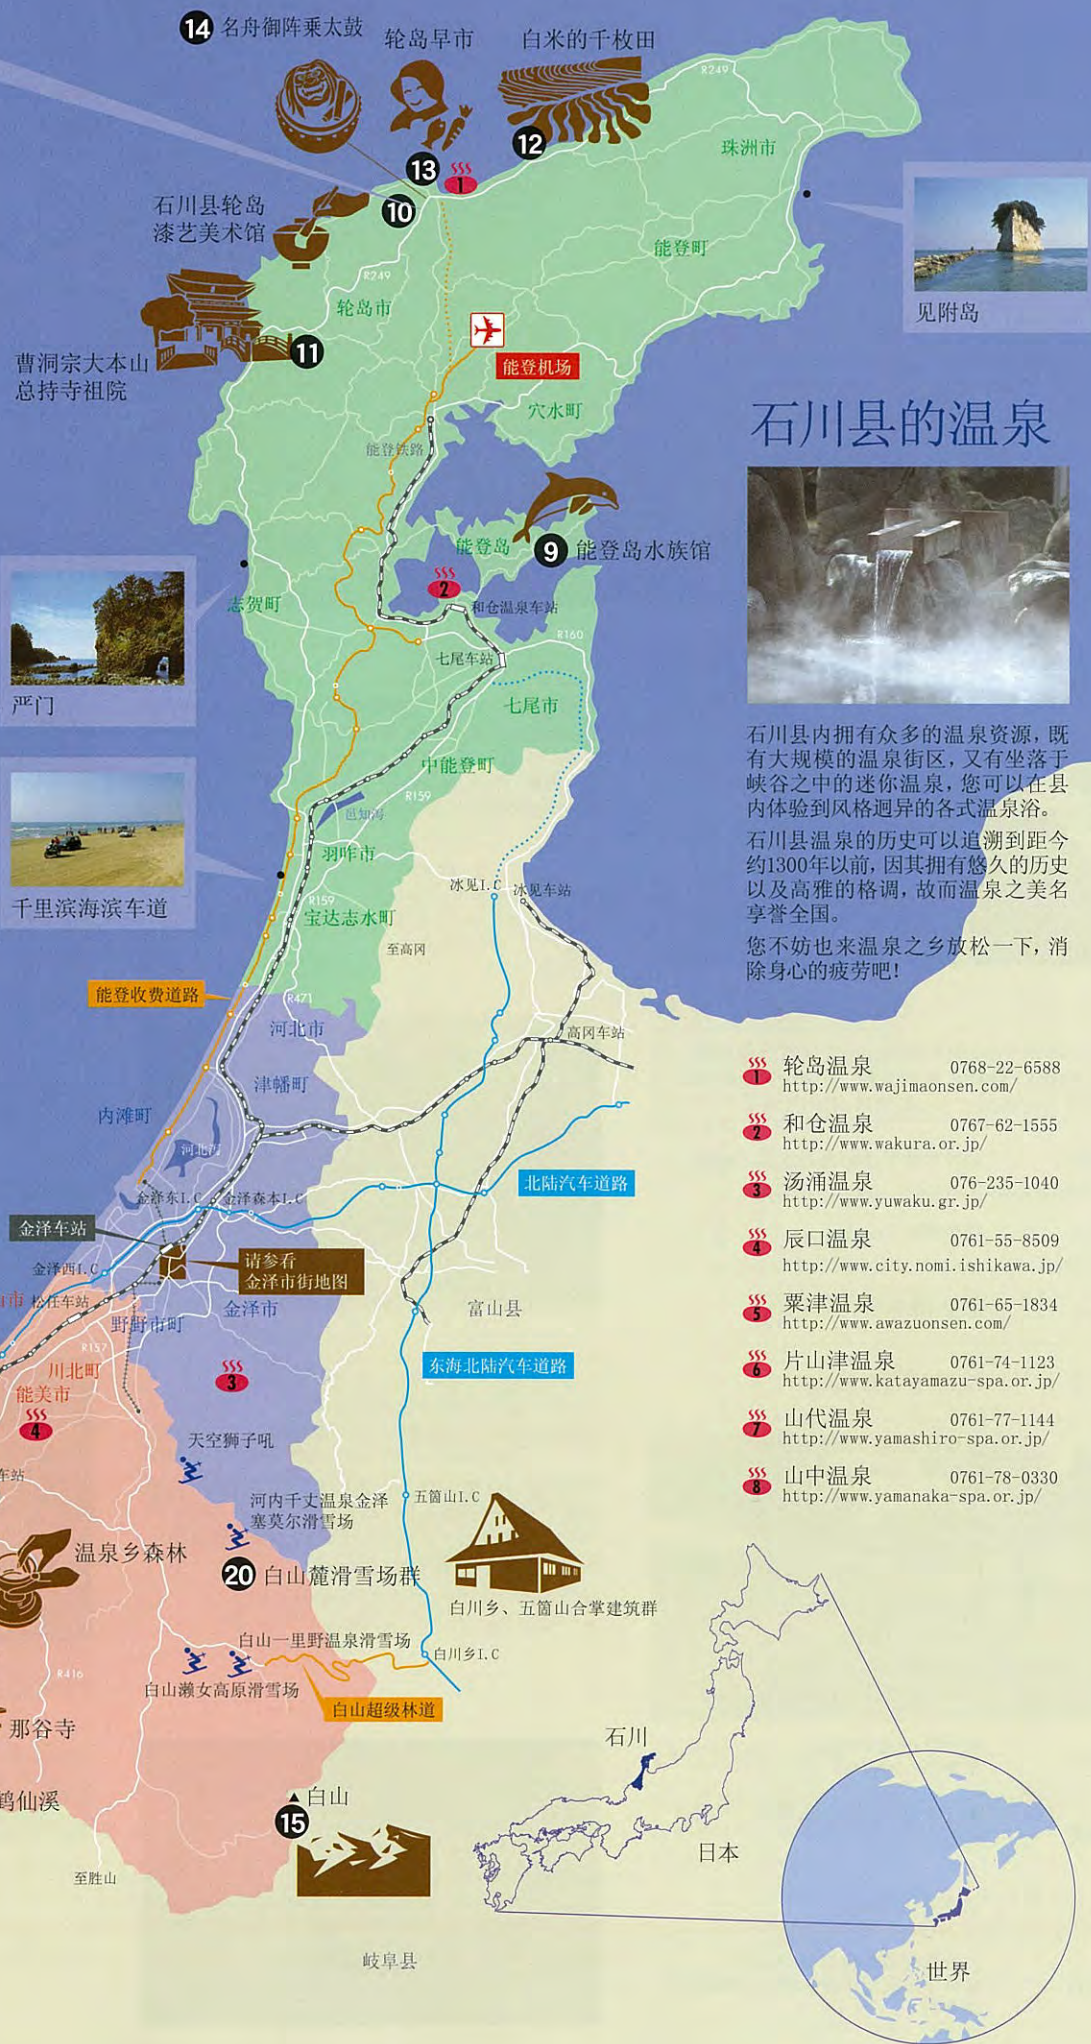 14 名舟御阵乘太鼓
轮岛早市
白米的千枚田
R249
12
13
1
10
珠洲市
石川县轮岛
漆艺美术馆
能登町
R249
轮岛市
见附岛
11
曹洞宗大本山
总持寺祖院
能登机场
穴水町
石川县的温泉
能登铁路
能登岛
9 能登岛水族馆
2
和仓温泉车站
志贺町
R160
七尾车站
严门
七尾市
中能登町
R159
邑知潟
羽咋市
千里滨海滨车道
R159
宝达志水町
冰见I.C
冰见车站
至高冈
石川县内拥有众多的温泉资源，既
有大规模的温泉街区，又有坐落于
峡谷之中的迷你温泉，您可以在县
内体验到风格迥异的各式温泉浴。
石川县温泉的历史可以追溯到距今
约1300年以前，因其拥有悠久的历史
以及高雅的格调，故而温泉之美名
享誉全国。
您不妨也来温泉之乡放松一下，消
除身心的疲劳吧！
能登收费道路
R471
河北市
高冈车站
津幡町
内滩町
河北潟
金泽东I.C
金泽森本I.C
北陆汽车道路
金泽车站
请参看
金泽市街地图
金泽西I.C
松任车站
金泽市
野野市町
富山县
R157
川北町
能美市
东海北陆汽车道路
3
4
车站
天空狮子吼
河内千丈温泉金泽
塞莫尔滑雪场
五箇山I.C
温泉乡森林
20 白山麓滑雪场群
白川乡、五箇山合掌建筑群
白山一里野温泉滑雪场
白川乡I.C
R416
白山濑女高原滑雪场
白山超级林道
那谷寺
鹤仙溪
白山
15
至胜山
岐阜县
1 轮岛温泉 0768-22-6588
http://www.wajimaonsen.com/
2 和仓温泉 0767-62-1555
http://www.wakura.or.jp/
3 汤涌温泉 076-235-1040
http://www.yuwaku.gr.jp/
4 辰口温泉 0761-55-8509
http://www.city.nomi.ishikawa.jp/
5 粟津温泉 0761-65-1834
http://www.awazuonsen.com/
6 片山津温泉 0761-74-1123
http://www.katayamazu-spa.or.jp/
7 山代温泉 0761-77-1144
http://www.yamashiro-spa.or.jp/
8 山中温泉 0761-78-0330
http://www.yamanaka-spa.or.jp/
石川
日本
世界